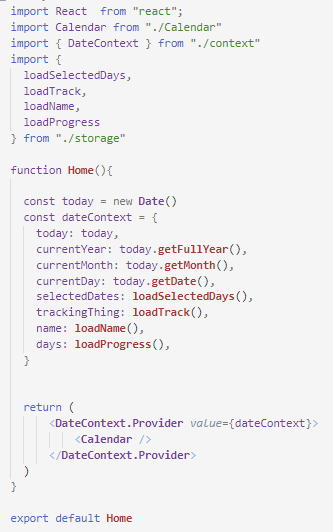 import React  from "react";
import Calendar from "./Calendar"
import { DateContext } from "./context"
import {
  loadSelectedDays,
  loadTrack,
  loadName,
  loadProgress
} from "./storage"
function Home(){
  const today = new Date()
  const dateContext = {
    today: today,
    currentYear: today.getFullYear(),
    currentMonth: today.getMonth(),
    currentDay: today.getDate(),
    selectedDates: loadSelectedDays(),
    trackingThing: loadTrack(),
    name: loadName(),
    days: loadProgress(),
  }
  return (
      <DateContext.Provider value={dateContext}>
          <Calendar />
      </DateContext.Provider>
  )
}
export default Home